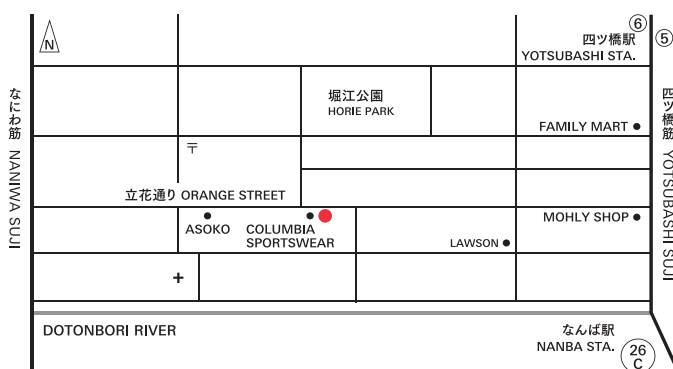 N
⑥
四ツ橋駅
YOTSUBASHI STA.
⑤
なにわ筋 NANIWA SUJI
堀江公園
HORIE PARK
四ツ橋筋 YOTSUBASHI SUJI
FAMILY MART
〒
立花通り ORANGE STREET
ASOKO
COLUMBIA
SPORTSWEAR
MOHLY SHOP
LAWSON
DOTONBORI RIVER
なんば駅
NANBA STA.
26
C